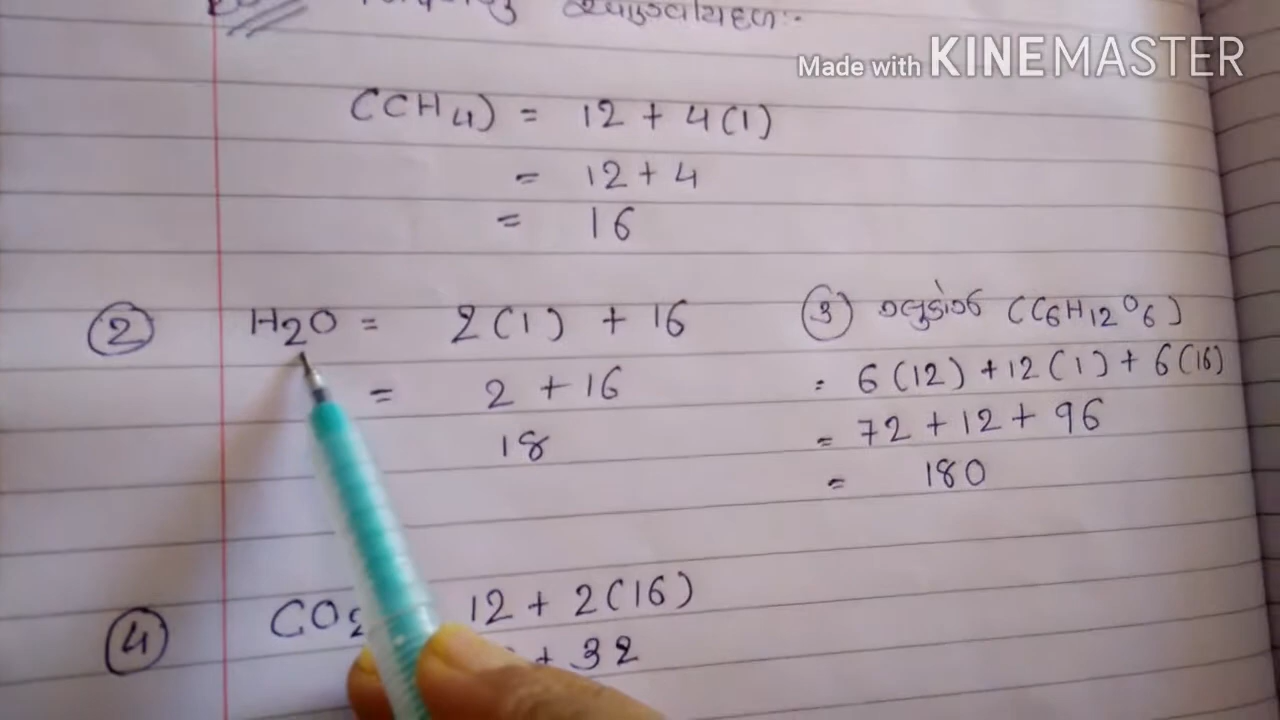 Made with KINEMASTER
(CH4) = 12 + 4(1)
= 12 + 4
= 16
② H2O = 2(1) + 16
= 2 + 16
18
③ ગ્લુકોઝ (C6H12O6)
= 6(12) + 12(1) + 6(16)
= 72 + 12 + 96
= 180
④ CO2 12 + 2(16)
+ 32